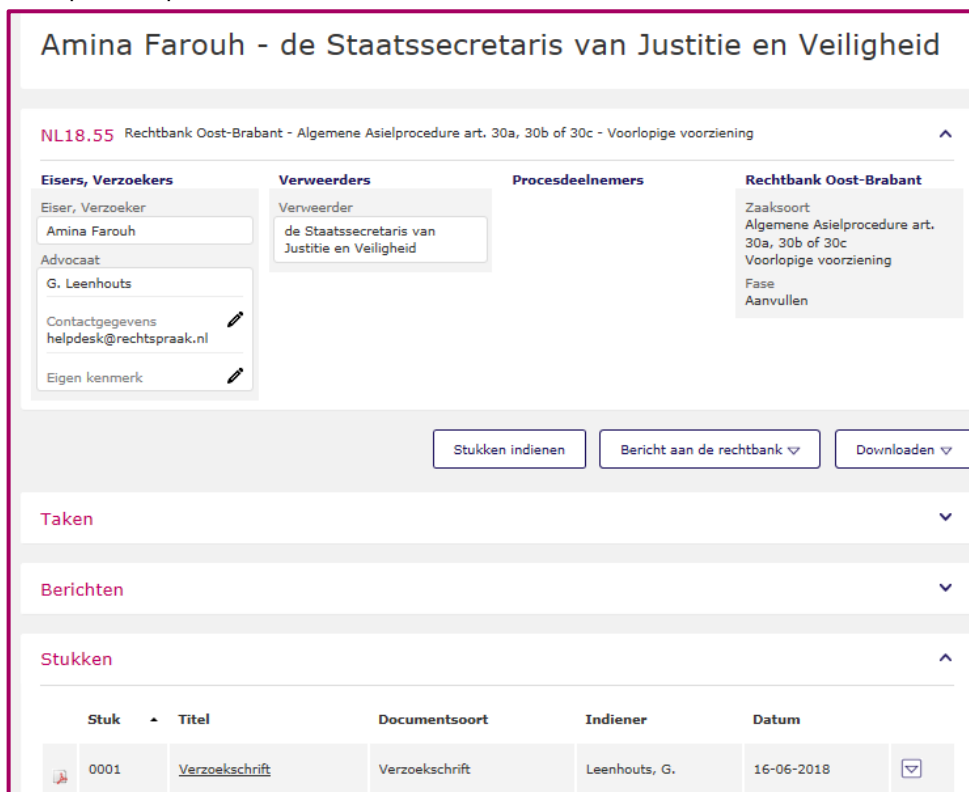 Amina Farouh - de Staatssecretaris van Justitie en Veiligheid
NL18.55 Rechtbank Oost-Brabant - Algemene Asielprocedure art. 30a, 30b of 30c - Voorlopige voorziening
Eisers, Verzoekers
Eiser, Verzoeker
Amina Farouh
Advocaat
G. Leenhouts
Contactgegevens
helpdesk@rechtspraak.nl
Eigen kenmerk
Verweerders
Verweerder
de Staatssecretaris van
Justitie en Veiligheid
Procesdeelnemers
Rechtbank Oost-Brabant
Zaaksoort
Algemene Asielprocedure art.
30a, 30b of 30c
Voorlopige voorziening
Fase
Aanvullen
Stukken indienen Bericht aan de rechtbank Downloaden
Taken
Berichten
Stukken
Stuk Titel Documentsoort Indiener Datum
0001 Verzoekschrift Verzoekschrift Leenhouts, G. 16-06-2018